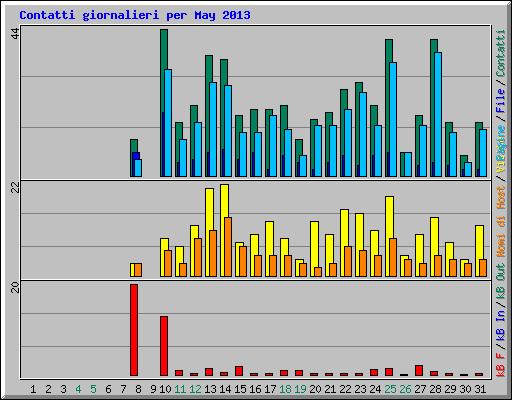 Contatti giornalieri per May 2013
44
22
20
kB F/kB In/kB Out Nomi di Host/ /File/Contatti
1 2 3 4 5 6 7 8 9 10 11 12 13 14 15 16 17 18 19 20 21 22 23 24 25 26 27 28 29 30 31